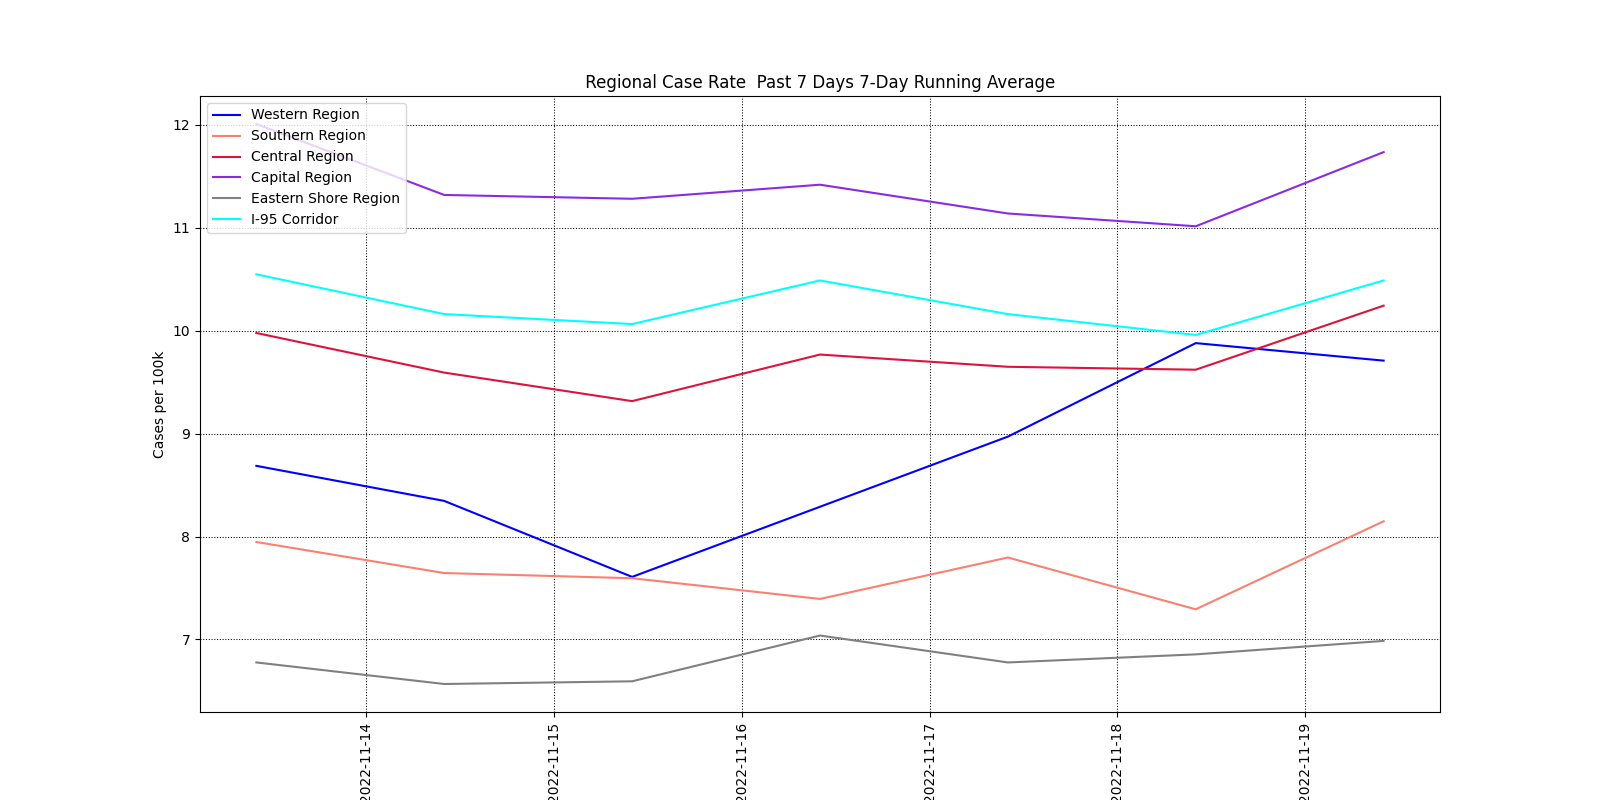 Regional Case Rate  Past 7 Days 7-Day Running Average
Western Region
Southern Region
Central Region
Capital Region
Eastern Shore Region
I-95 Corridor
12
11
10
9
8
7
Cases per 100k
2022-11-14
2022-11-15
2022-11-16
2022-11-17
2022-11-18
2022-11-19